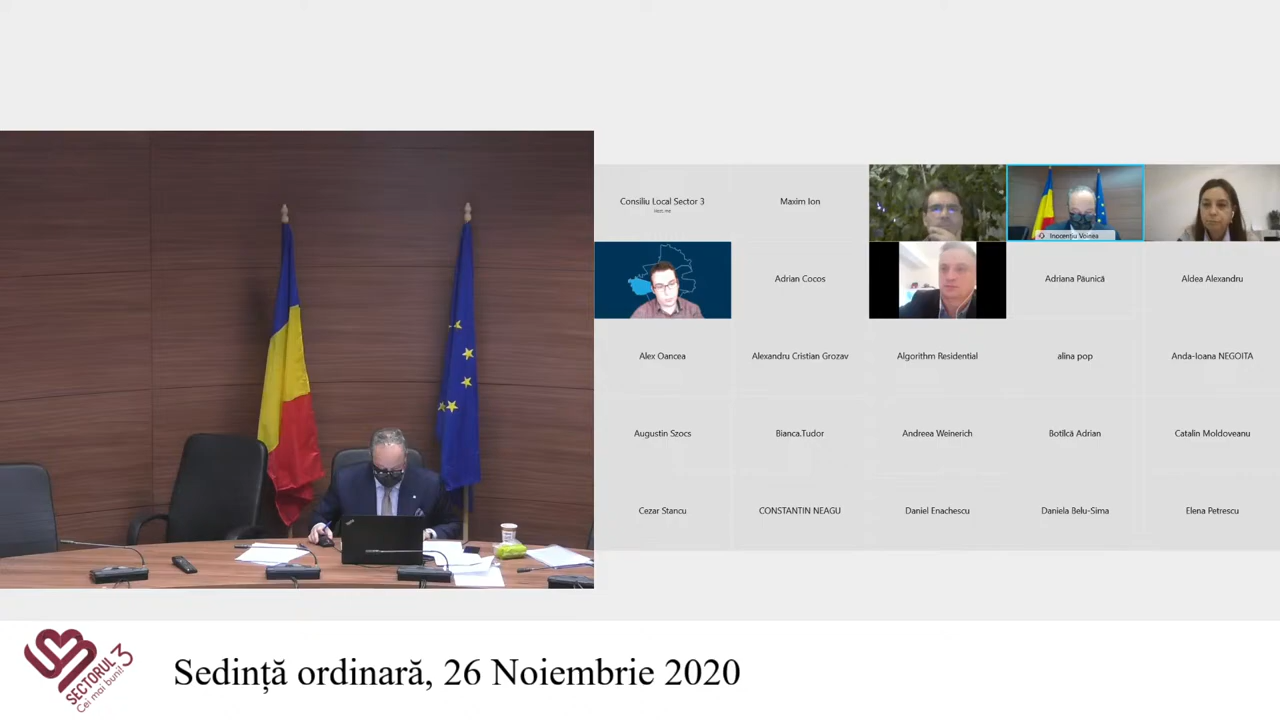 Consiliu Local Sector 3
Maxim Ion
Inocențiu Voinea
Adrian Cocos
Adriana Păunică
Aldea Alexandru
Alex Oancea
Alexandru Cristian Grozav
Algorithm Residential
alina pop
Anda-Ioana NEGOITA
Augustin Szocs
Bianca.Tudor
Andreea Weinerich
Botilcă Adrian
Catalin Moldoveanu
Cezar Stancu
CONSTANTIN NEAGU
Daniel Enachescu
Daniela Belu-Sima
Elena Petrescu
SECTORUL 3
Cei mai buni!
Sedință ordinară, 26 Noiembrie 2020